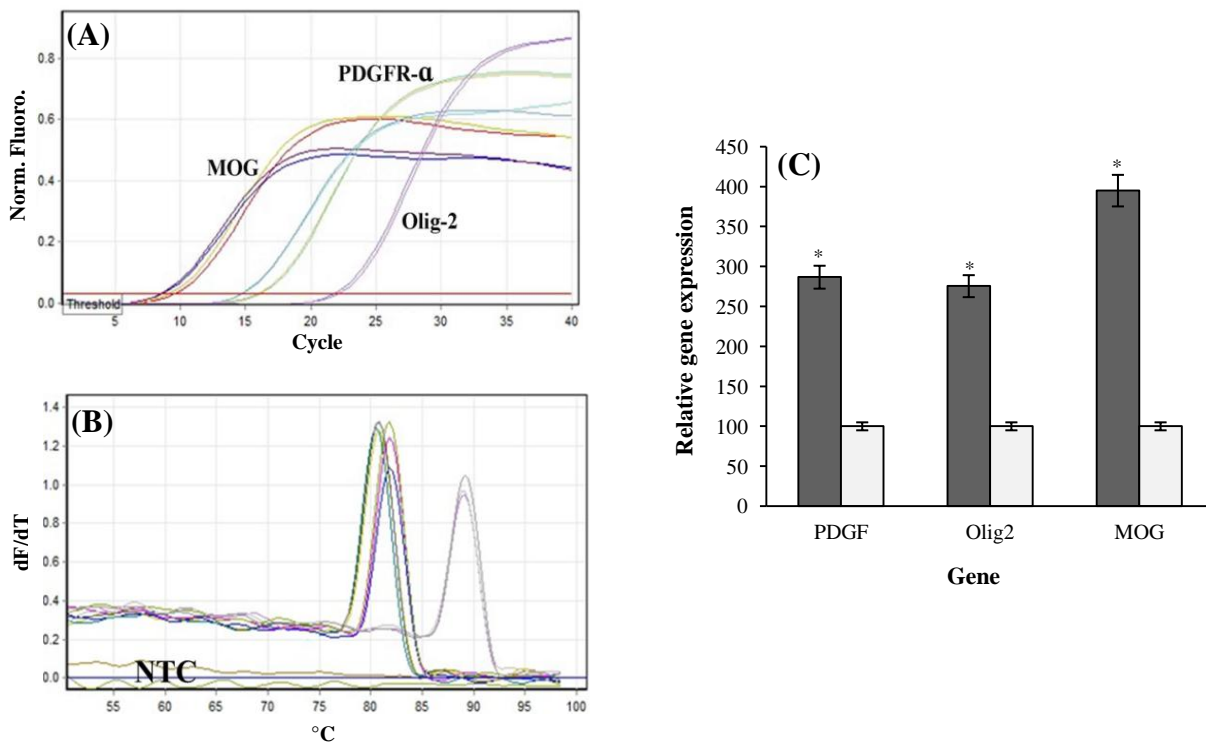 (A)
PDGFR-α
MOG
Olig-2
Norm. Fluoro.
0.8
0.6
0.4
0.2
0.0
Threshold
5 10 15 20 25 30 35 40
Cycle
(B)
dF/dT
1.4
1.2
1.0
0.8
0.6
0.4
0.2
0.0
NTC
55 60 65 70 75 80 85 90 95 100
°C
(C)
Relative gene expression
450
400
350
300
250
200
150
100
50
0
* * *
PDGF Olig2 MOG
Gene